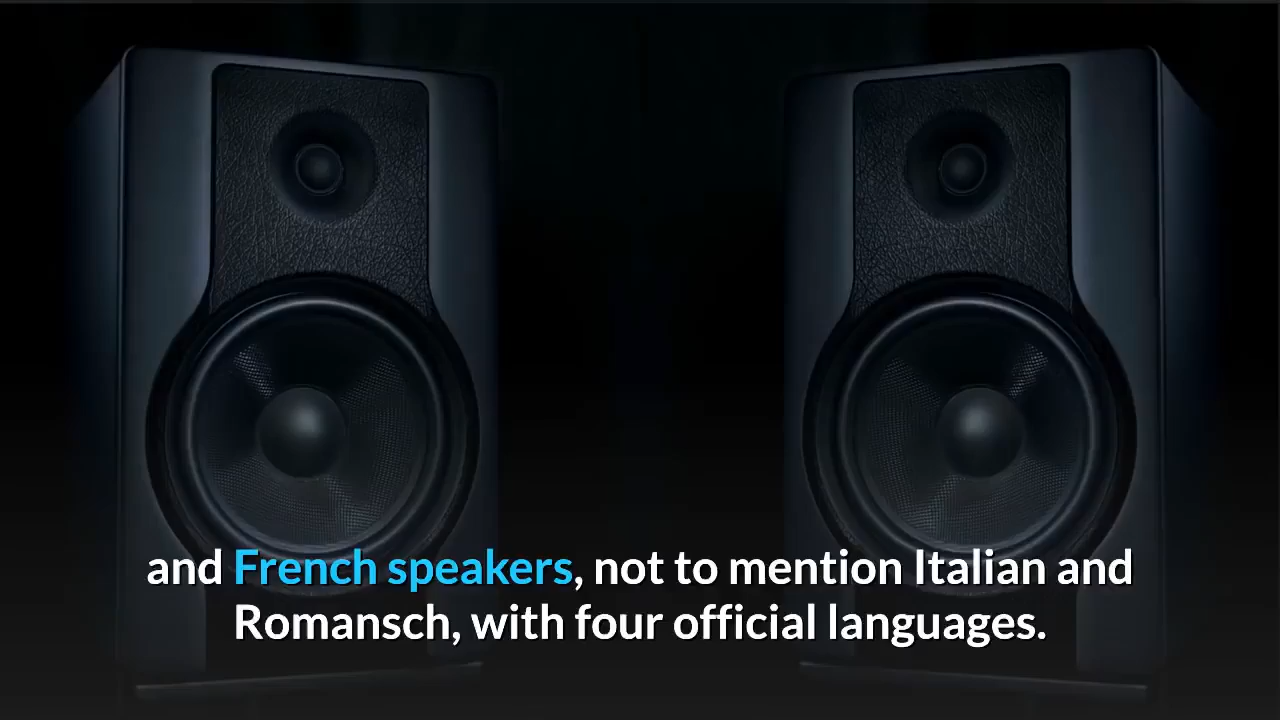 and French speakers, not to mention Italian and
Romansch, with four official languages.